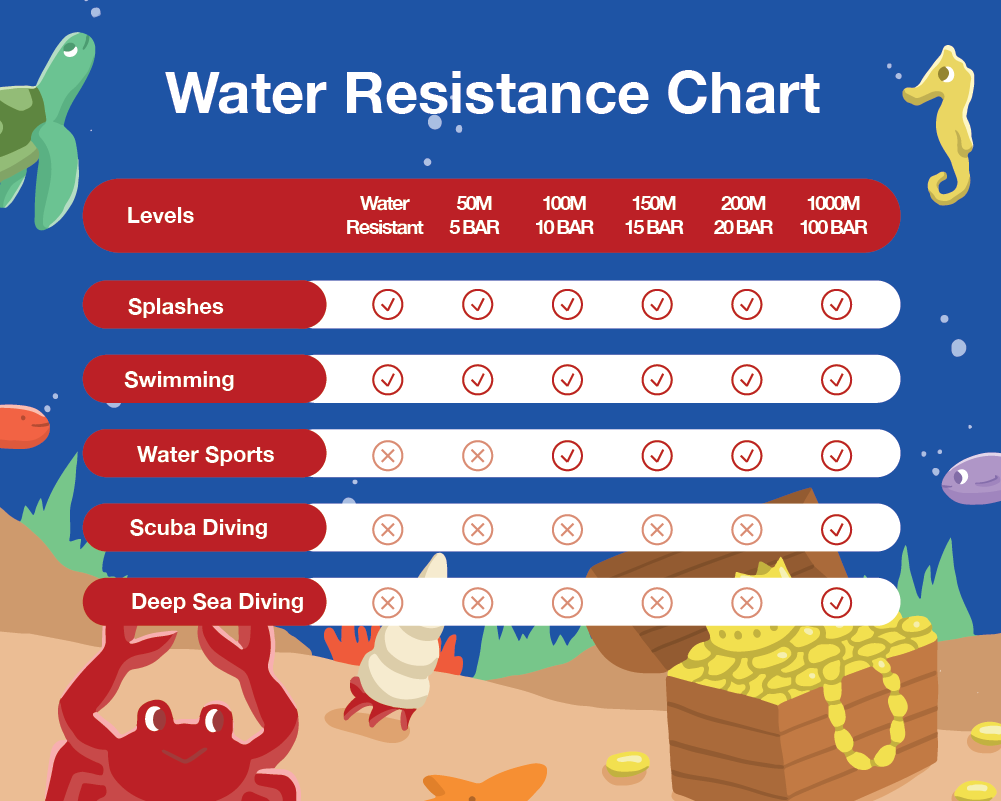 Water Resistance Chart
Levels
Water Resistant
50M 5 BAR
100M 10 BAR
150M 15 BAR
200M 20 BAR
1000M 100 BAR
Splashes
Swimming
Water Sports
Scuba Diving
Deep Sea Diving